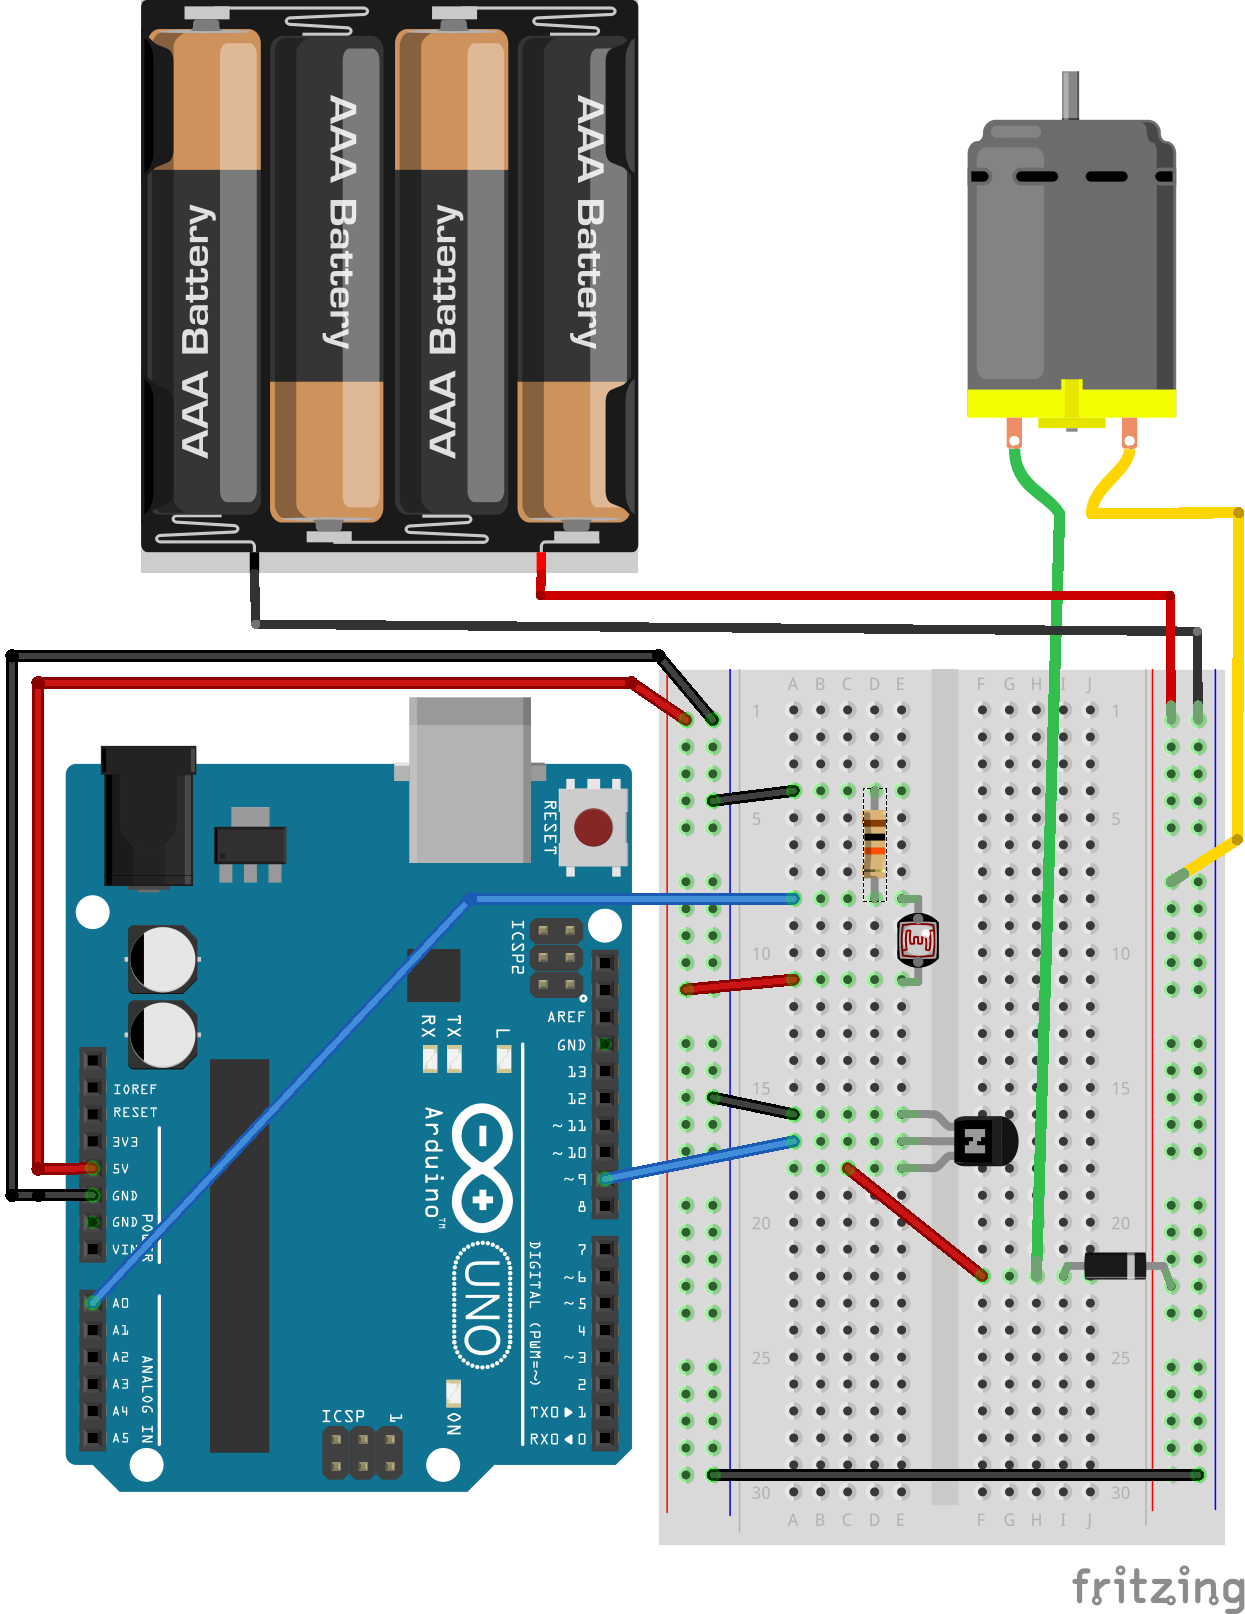 AAA Battery
AAA Battery
AAA Battery
AAA Battery
A B C D E F G H I J
1 1
5 5
10 10
15 15
20 20
25 25
30 30
A B C D E F G H I J
RESET
ICSP2
AREF
GND
13
12
~11
~10
~9
8
7
~6
~5
4
~3
2
TX0▶1
RX0◀0
RX
TX
L
IOREF
RESET
3V3
5V
GND
GND
VIN
POWER
A0
A1
A2
A3
A4
A5
ANALOG IN
Arduino™
UNO
DIGITAL (PWM=~)
ICSP
1
ON
N
fritzing